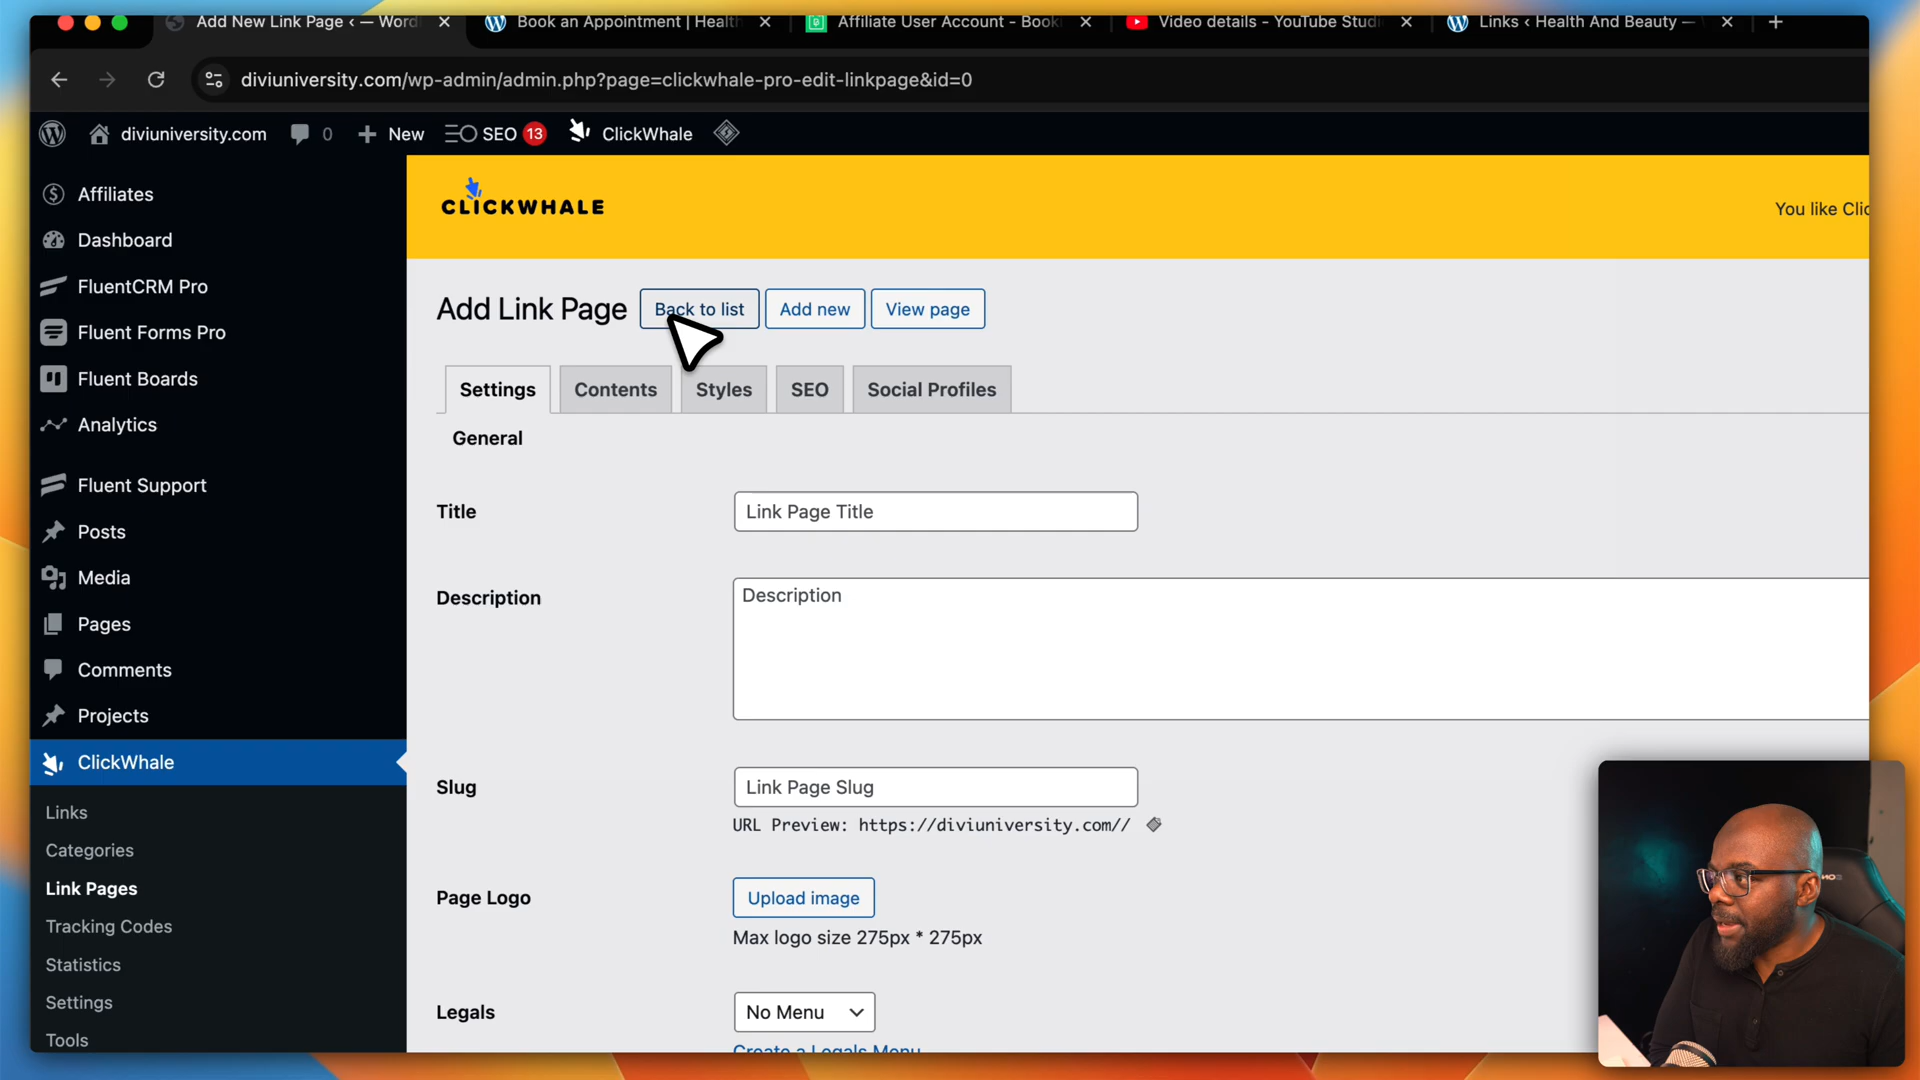 Add New Link Page ‹ — Word
Book an Appointment | Health
Affiliate User Account - Book
Video details - YouTube Studi
Links ‹ Health And Beauty —
diviuniversity.com/wp-admin/admin.php?page=clickwhale-pro-edit-linkpage&id=0
diviuniversity.com
0
New
SEO 13
ClickWhale
Affiliates
Dashboard
FluentCRM Pro
Fluent Forms Pro
Fluent Boards
Analytics
Fluent Support
Posts
Media
Pages
Comments
Projects
ClickWhale
Links
Categories
Link Pages
Tracking Codes
Statistics
Settings
Tools
CLICKWHALE
You like Clic
Add Link Page
Back to list
Add new
View page
Settings
Contents
Styles
SEO
Social Profiles
General
Title
Link Page Title
Description
Description
Slug
Link Page Slug
URL Preview: https://diviuniversity.com//
Page Logo
Upload image
Max logo size 275px * 275px
Legals
No Menu
Create a Legals Menu